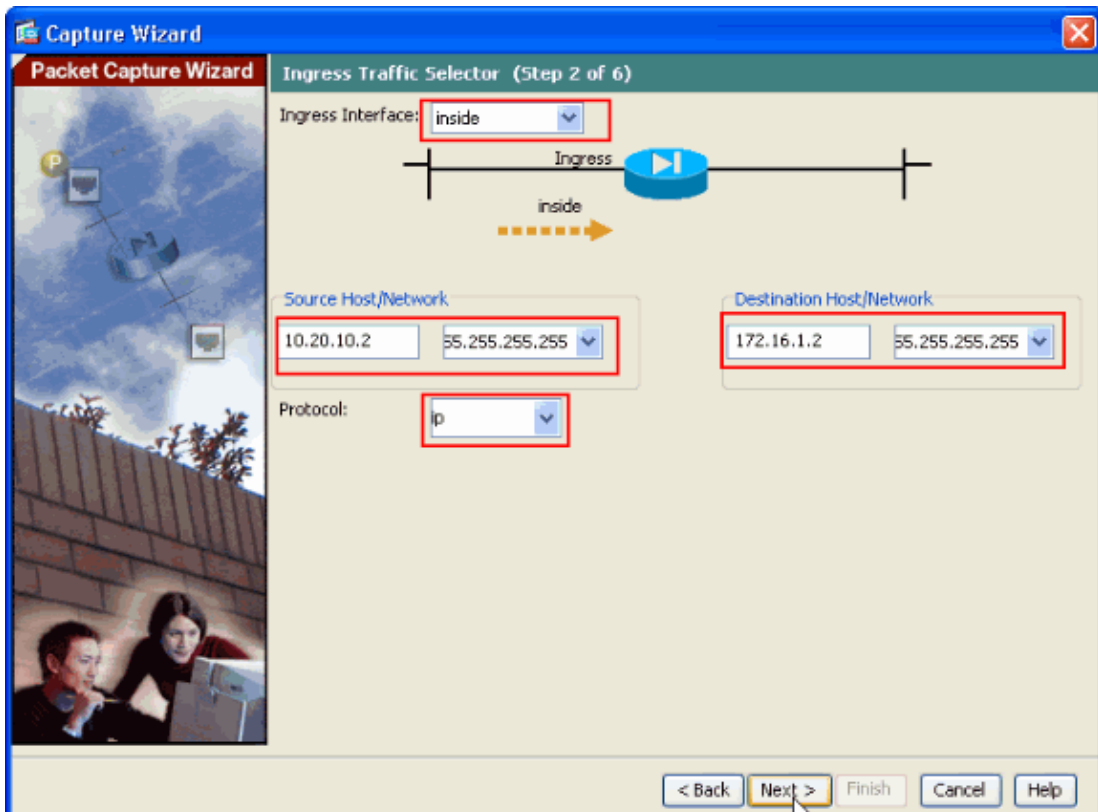 Capture Wizard
Packet Capture Wizard
Ingress Traffic Selector (Step 2 of 6)
Ingress Interface: inside
Ingress
inside
P
Source Host/Network
Destination Host/Network
10.20.10.2 55.255.255.255
172.16.1.2 55.255.255.255
Protocol: ip
< Back Next > Finish Cancel Help